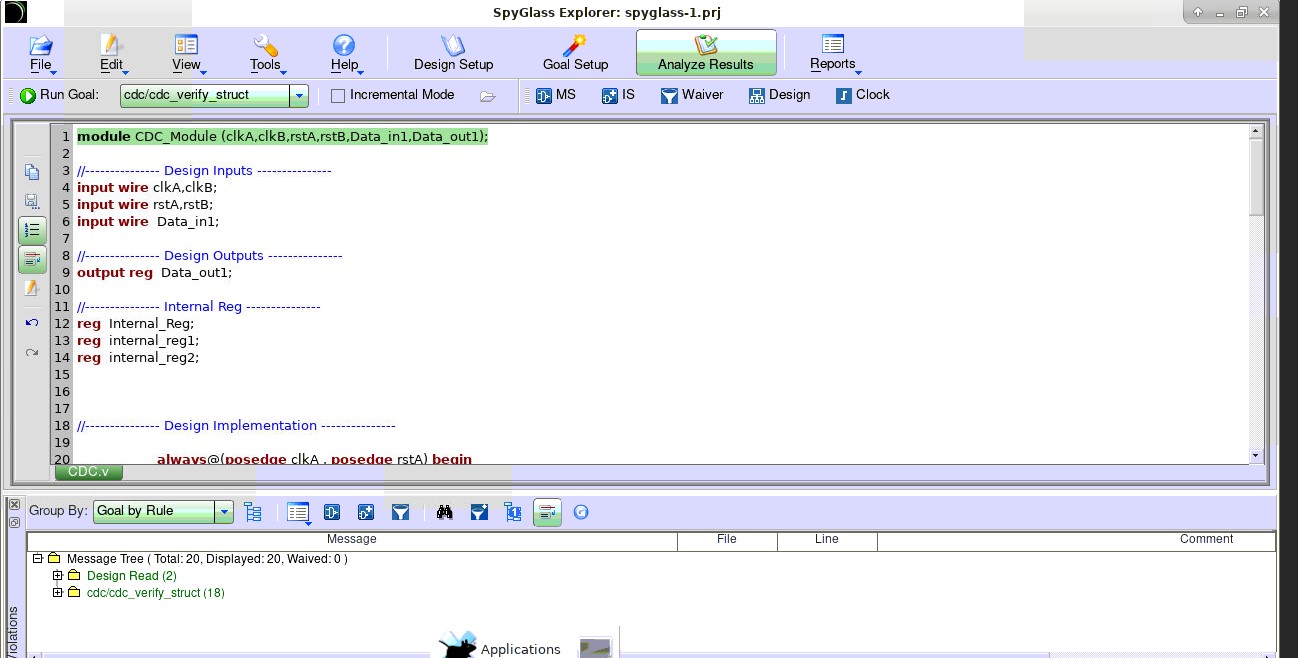 SpyGlass Explorer: spyglass-1.prj
File Edit View Tools Help Design Setup Goal Setup Analyze Results Reports
Run Goal: cdc/cdc_verify_struct Incremental Mode MS IS Waiver Design Clock
1 module CDC_Module (clkA,clkB,rstA,rstB,Data_in1,Data_out1);
2
3 //--------------- Design Inputs ---------------
4 input wire clkA,clkB;
5 input wire rstA,rstB;
6 input wire  Data_in1;
7
8 //--------------- Design Outputs ---------------
9 output reg  Data_out1;
10
11 //--------------- Internal Reg ---------------
12 reg  Internal_Reg;
13 reg  internal_reg1;
14 reg  internal_reg2;
15
16
17
18 //--------------- Design Implementation ---------------
19
20 always@(posedge clkA , posedge rstA) begin
CDC.v
Group By: Goal by Rule
Message File Line Comment
Message Tree ( Total: 20, Displayed: 20, Waived: 0 )
Design Read (2)
cdc/cdc_verify_struct (18)
Violations
Applications